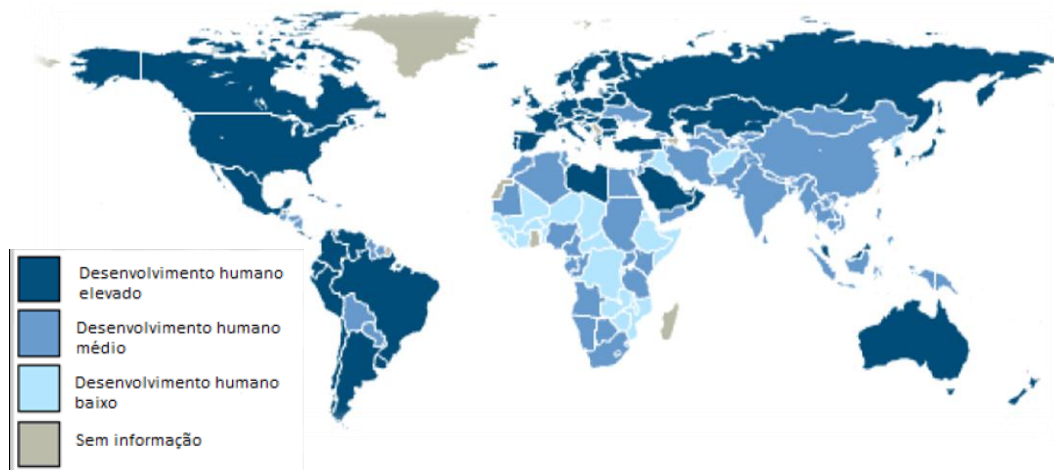 Desenvolvimento humano
elevado
Desenvolvimento humano
médio
Desenvolvimento humano
baixo
Sem informação